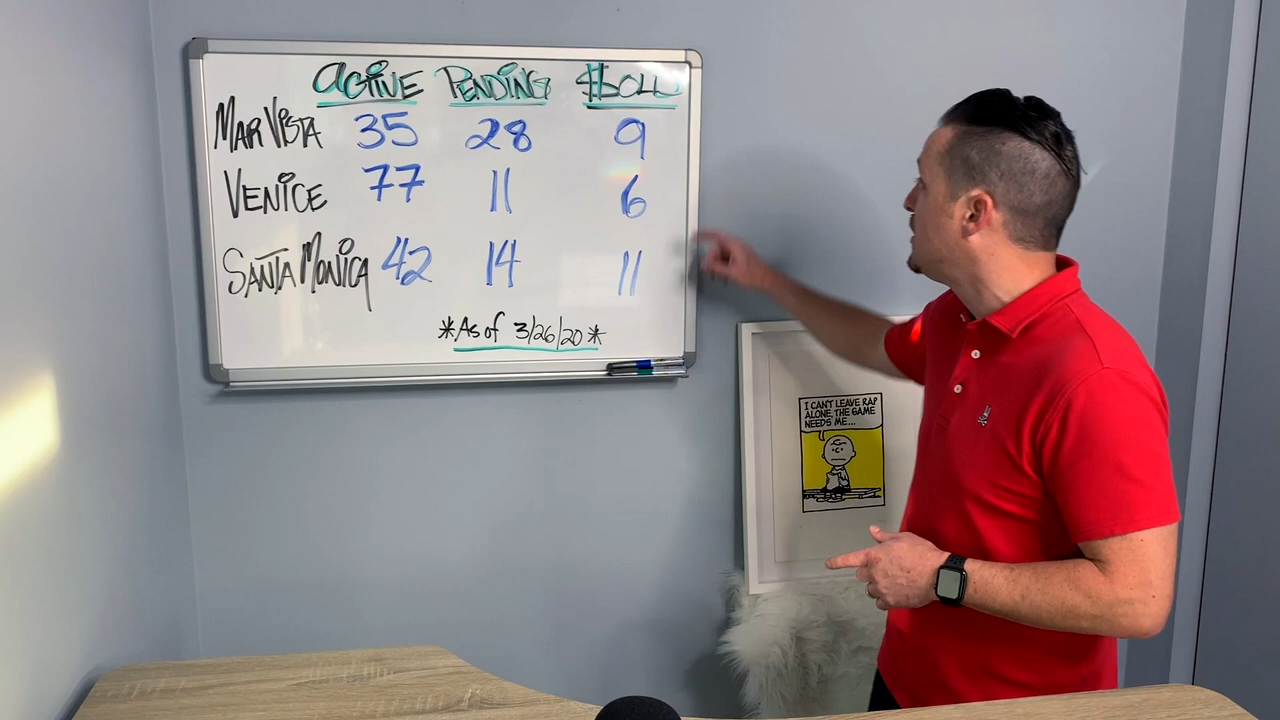 ACTIVE PENDING $OLD
MAR VISTA 35 28 9
VENICE 77 11 6
SANTA MONICA 42 14 11
*As of 3/26/20*
I CAN'T LEAVE RAP
ALONE, THE GAME
NEEDS ME...